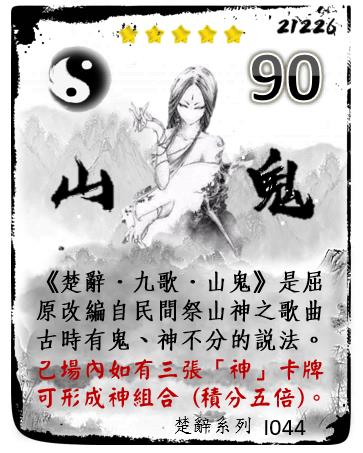 21226
90
山 鬼
《楚辭‧九歌‧山鬼》是屈
原改編自民間祭山神之歌曲
古時有鬼、神不分的說法。
己場內如有三張「神」卡牌
可形成神組合 (積分五倍)。
楚辭系列 I044